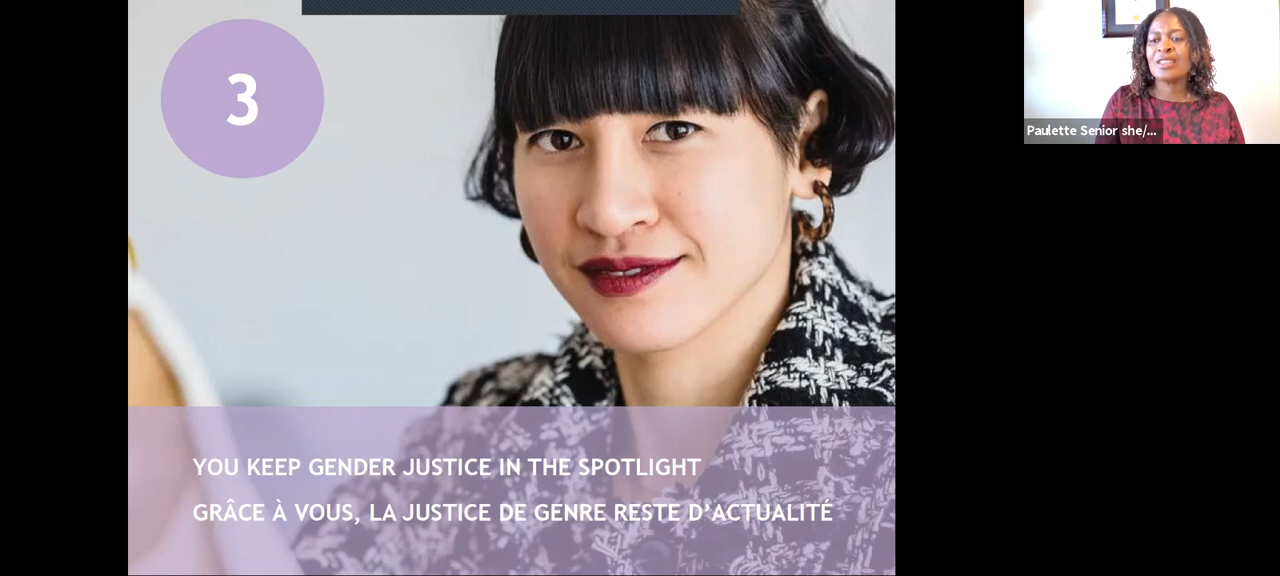 3
Paulette Senior she/...
YOU KEEP GENDER JUSTICE IN THE SPOTLIGHT
GRÂCE À VOUS, LA JUSTICE DE GENRE RESTE D’ACTUALITÉ